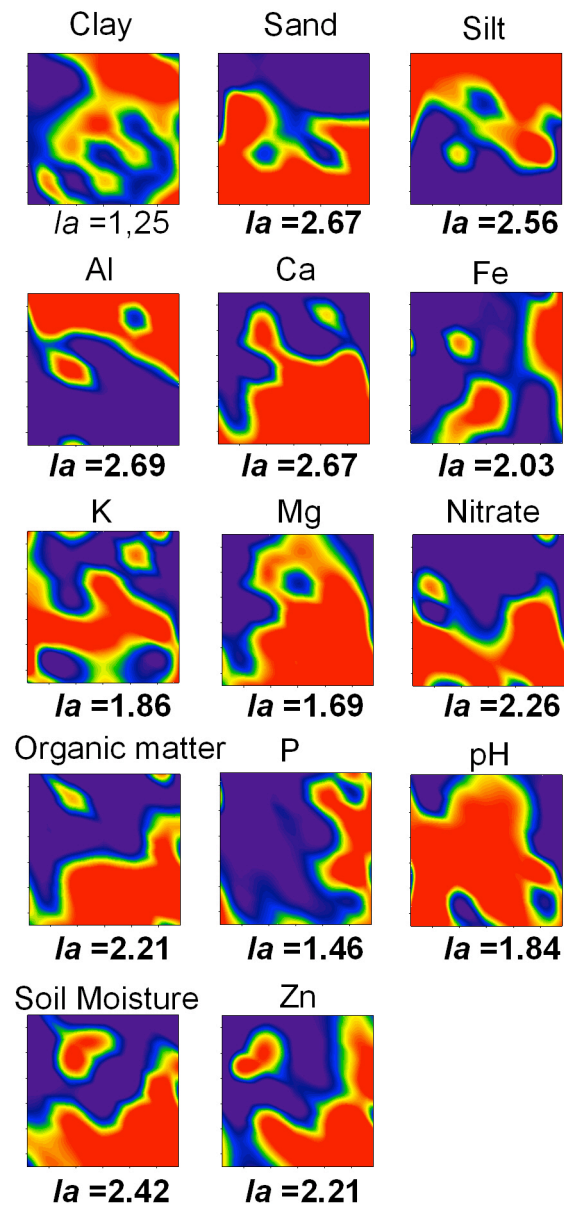 Clay Sand Silt
Ia =1,25 Ia =2.67 Ia =2.56
Al Ca Fe
Ia =2.69 Ia =2.67 Ia =2.03
K Mg Nitrate
Ia =1.86 Ia =1.69 Ia =2.26
Organic matter P pH
Ia =2.21 Ia =1.46 Ia =1.84
Soil Moisture Zn
Ia =2.42 Ia =2.21